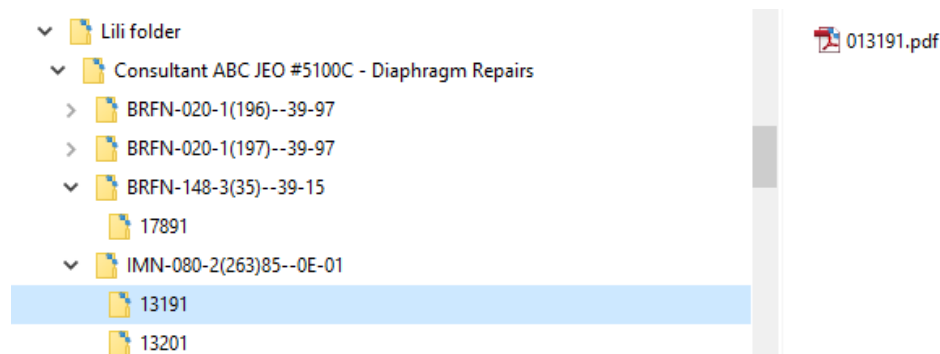 Lili folder
Consultant ABC JEO #5100C - Diaphragm Repairs
BRFN-020-1(196)--39-97
BRFN-020-1(197)--39-97
BRFN-148-3(35)--39-15
17891
IMN-080-2(263)85--0E-01
13191
13201
013191.pdf